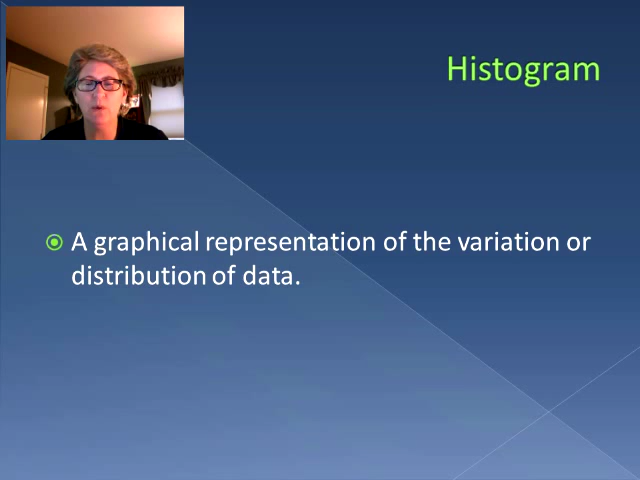 Histogram
A graphical representation of the variation or
distribution of data.